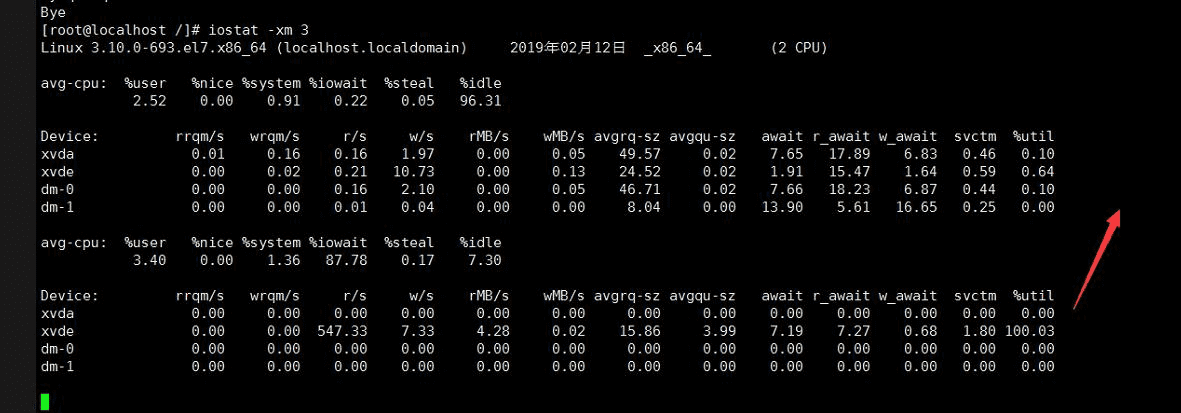 Bye
[root@localhost /]# iostat -xm 3
Linux 3.10.0-693.el7.x86_64 (localhost.localdomain) 2019年02月12日 _x86_64_ (2 CPU)
avg-cpu: %user %nice %system %iowait %steal %idle
2.52 0.00 0.91 0.22 0.05 96.31
Device: rrqm/s wrqm/s r/s w/s rMB/s wMB/s avgrq-sz avgqu-sz await r_await w_await svctm %util
xvda 0.01 0.16 0.16 1.97 0.00 0.05 49.57 0.02 7.65 17.89 6.83 0.46 0.10
xvde 0.00 0.02 0.21 10.73 0.00 0.13 24.52 0.02 1.91 15.47 1.64 0.59 0.64
dm-0 0.00 0.00 0.16 2.10 0.00 0.05 46.71 0.02 7.66 18.23 6.87 0.44 0.10
dm-1 0.00 0.00 0.01 0.04 0.00 0.00 8.04 0.00 13.90 5.61 16.65 0.25 0.00
avg-cpu: %user %nice %system %iowait %steal %idle
3.40 0.00 1.36 87.78 0.17 7.30
Device: rrqm/s wrqm/s r/s w/s rMB/s wMB/s avgrq-sz avgqu-sz await r_await w_await svctm %util
xvda 0.00 0.00 0.00 0.00 0.00 0.00 0.00 0.00 0.00 0.00 0.00 0.00 0.00
xvde 0.00 0.00 547.33 7.33 4.28 0.02 15.86 3.99 7.19 7.27 0.68 1.80 100.03
dm-0 0.00 0.00 0.00 0.00 0.00 0.00 0.00 0.00 0.00 0.00 0.00 0.00 0.00
dm-1 0.00 0.00 0.00 0.00 0.00 0.00 0.00 0.00 0.00 0.00 0.00 0.00 0.00